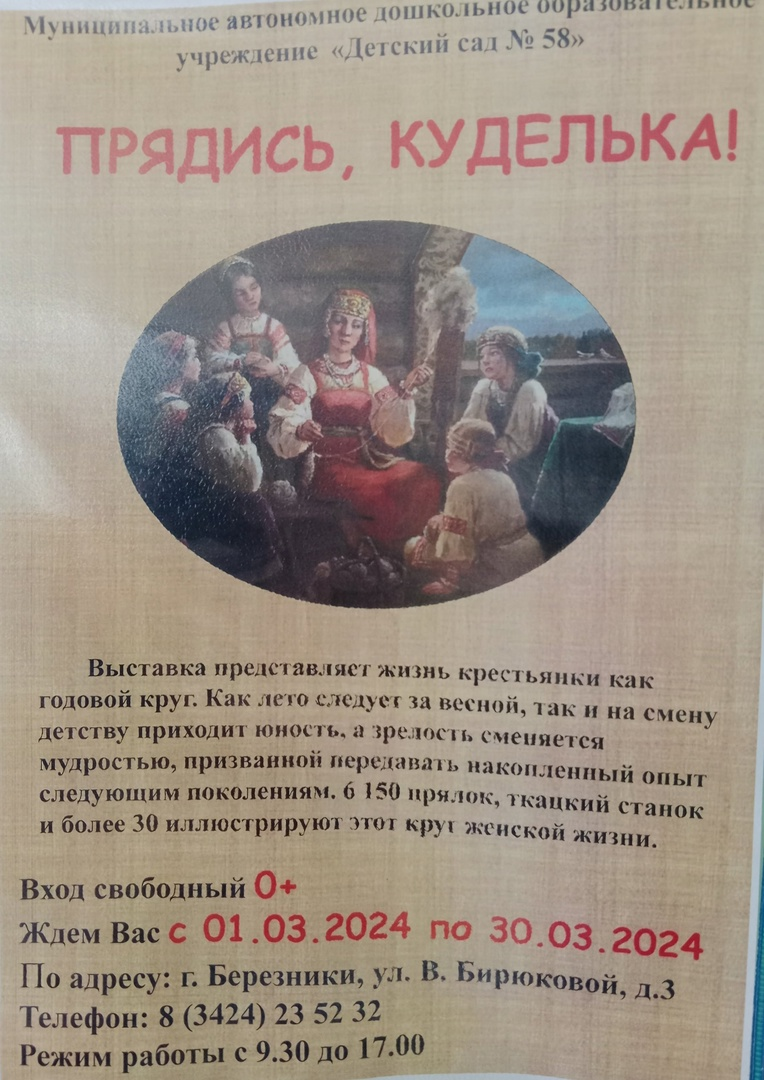 Муниципальное автономное дошкольное образовательное
учреждение «Детский сад № 58»
ПРЯДИСЬ, КУДЕЛЬКА!
Выставка представляет жизнь крестьянки как
годовой круг. Как лето следует за весной, так и на смену
детству приходит юность, а зрелость сменяется
мудростью, призванной передавать накопленный опыт
следующим поколениям. 6 150 прялок, ткацкий станок
и более 30 иллюстрируют этот круг женской жизни.
Вход свободный 0+
Ждем Вас с 01.03.2024 по 30.03.2024
По адресу: г. Березники, ул. В. Бирюковой, д.3
Телефон: 8 (3424) 23 52 32
Режим работы с 9.30 до 17.00